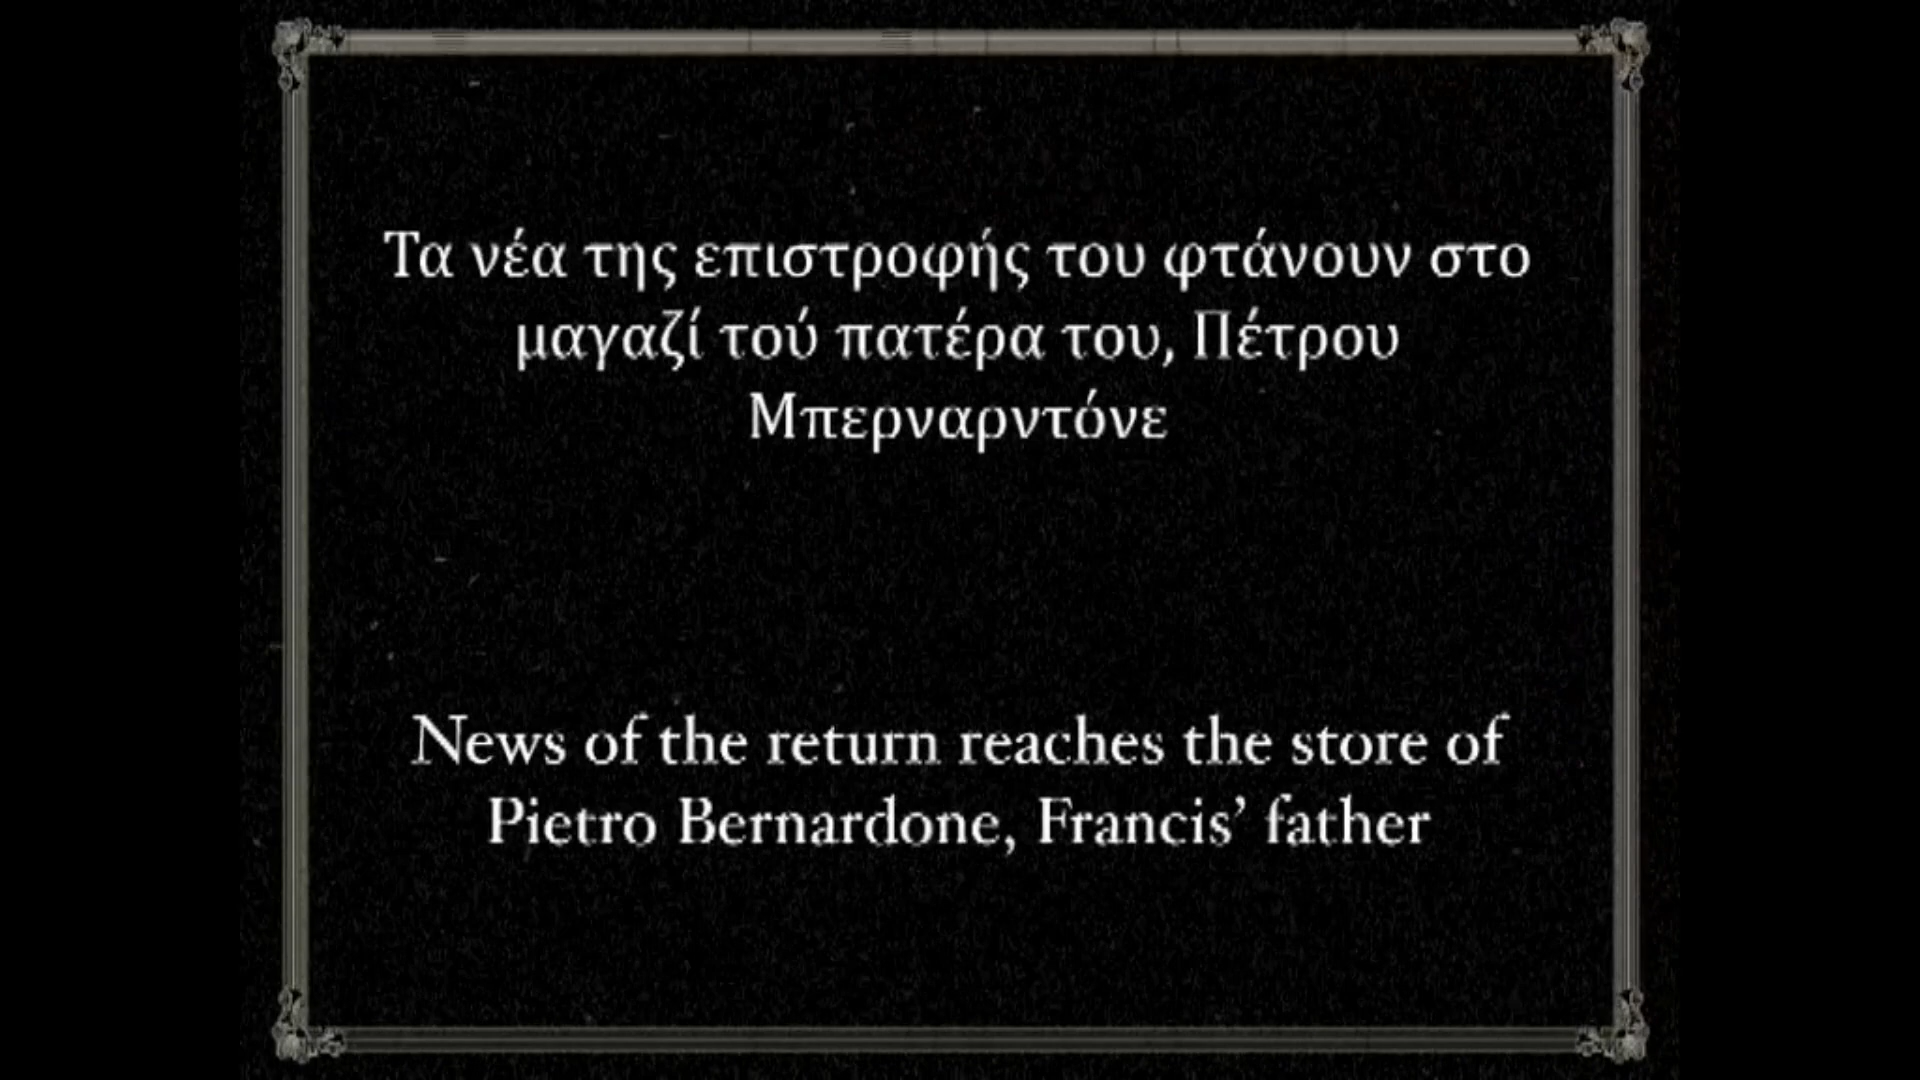 Τα νέα της επιστροφής του φτάνουν στο
μαγαζί τού πατέρα του, Πέτρου
Μπερναρντόνε
News of the return reaches the store of
Pietro Bernardone, Francis’ father